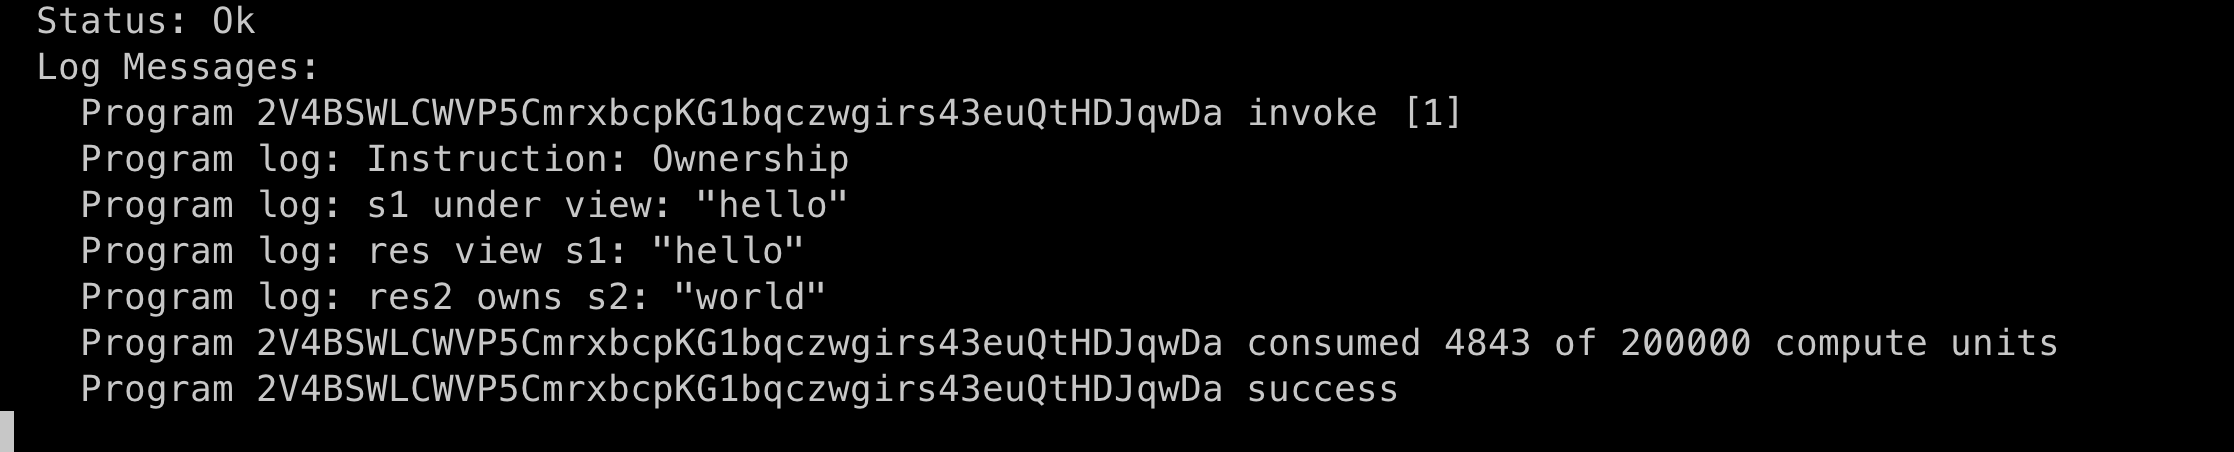 Status: Ok
Log Messages:
Program 2V4BSWLCWVP5CmrxbcpKG1bqczwgirs43euQtHDJqwDa invoke [1]
Program log: Instruction: Ownership
Program log: s1 under view: "hello"
Program log: res view s1: "hello"
Program log: res2 owns s2: "world"
Program 2V4BSWLCWVP5CmrxbcpKG1bqczwgirs43euQtHDJqwDa consumed 4843 of 200000 compute units
Program 2V4BSWLCWVP5CmrxbcpKG1bqczwgirs43euQtHDJqwDa success